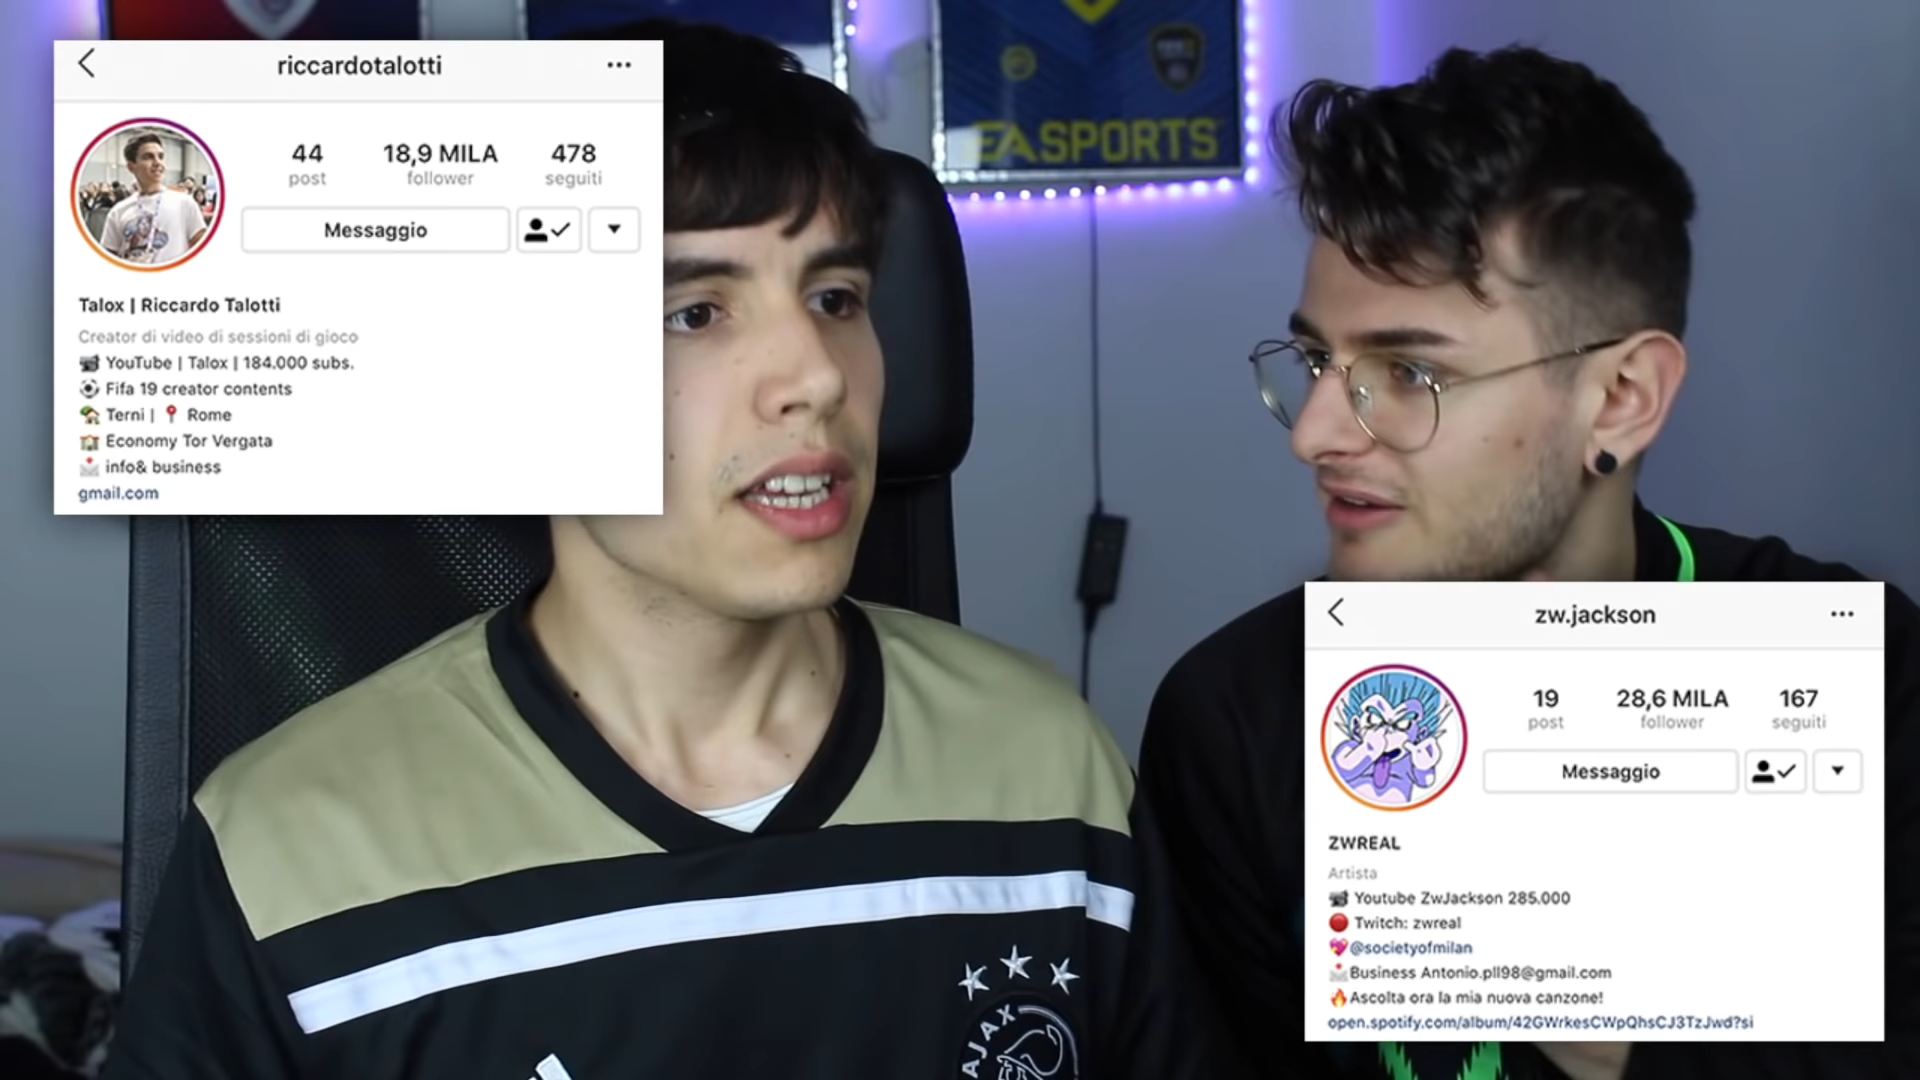 riccardotalotti
44
post
18,9 MILA
follower
478
seguiti
Messaggio
Talox | Riccardo Talotti
Creator di video di sessioni di gioco
YouTube | Talox | 184.000 subs.
Fifa 19 creator contents
Terni | Rome
Economy Tor Vergata
info& business
gmail.com
EA SPORTS
zw.jackson
19
post
28,6 MILA
follower
167
seguiti
Messaggio
ZWREAL
Artista
Youtube ZwJackson 285.000
Twitch: zwreal
@societyofmilan
Business Antonio.pll98@gmail.com
Ascolta ora la mia nuova canzone!
open.spotify.com/album/42GWrkesCWpQhsCJ3TzJwd?si
AJAX